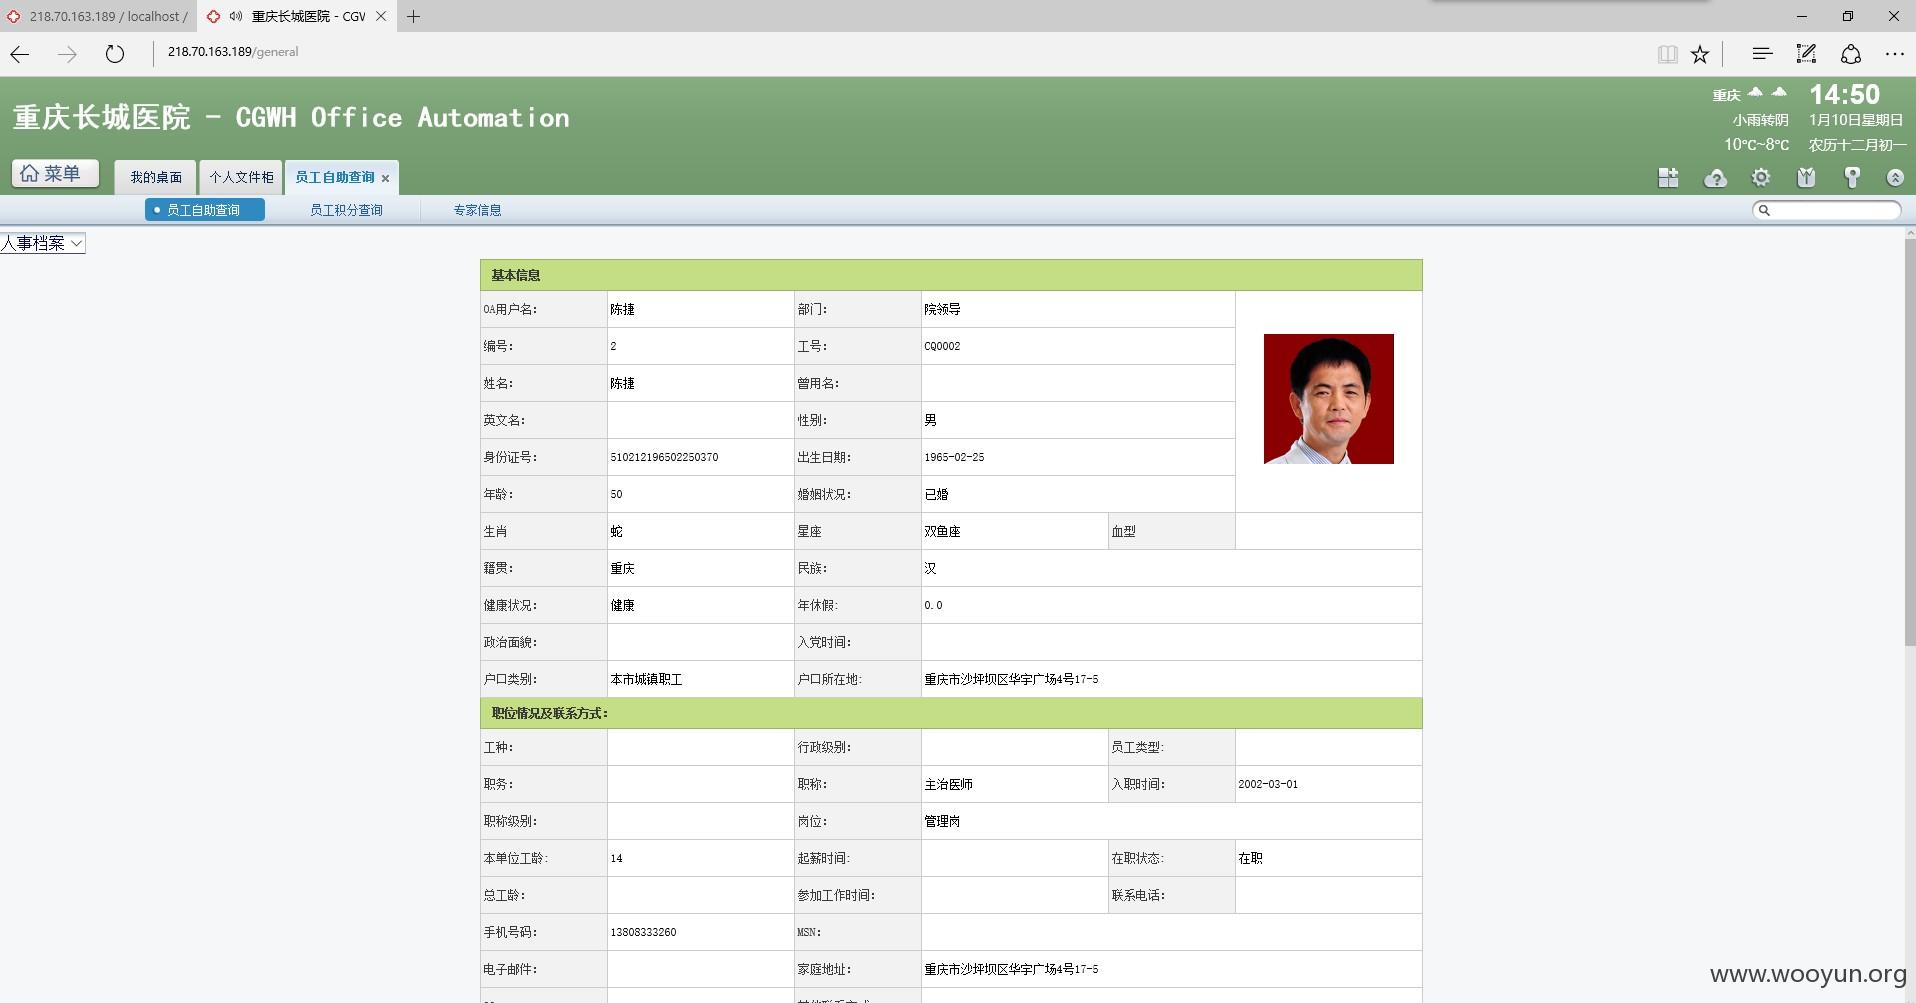 218.70.163.189 / localhost /
重庆长城医院 - CGW
218.70.163.189/general
重庆长城医院 - CGWH Office Automation
重庆 14:50
小雨转阴 1月10日星期日
10℃~8℃ 农历十二月初一
菜单 我的桌面 个人文件柜 员工自助查询
员工自助查询 员工积分查询 专家信息
人事档案
基本信息
OA用户名: 陈捷 部门: 院领导
编号: 2 工号: CQ0002
姓名: 陈捷 曾用名:
英文名: 性别: 男
身份证号: 510212196502250370 出生日期: 1965-02-25
年龄: 50 婚姻状况: 已婚
生肖 蛇 星座 双鱼座 血型
籍贯: 重庆 民族: 汉
健康状况: 健康 年休假: 0.0
政治面貌: 入党时间:
户口类别: 本市城镇职工 户口所在地: 重庆市沙坪坝区华宇广场4号17-5
职位情况及联系方式:
工种: 行政级别: 员工类型:
职务: 职称: 主治医师 入职时间: 2002-03-01
职称级别: 岗位: 管理岗
本单位工龄: 14 起薪时间: 在职状态: 在职
总工龄: 参加工作时间: 联系电话:
手机号码: 13808333260 MSN:
电子邮件: 家庭地址: 重庆市沙坪坝区华宇广场4号17-5
www.wooyun.org